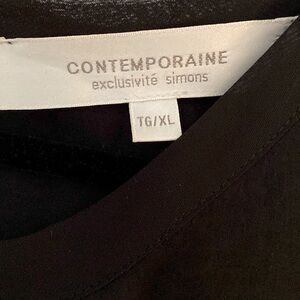 CONTEMPORAINE
exclusivité simons
TG/XL